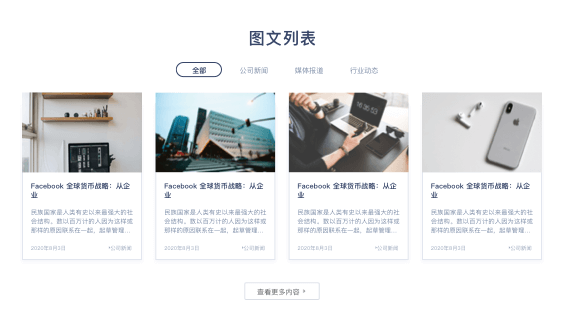 图文列表
全部
公司新闻
媒体报道
行业动态
Facebook 全球货币战略：从企
业
民族国家是人类有史以来最强大的社
会结构，数以百万计的人因为这样或
那样的原因联系在一起，起草管理...
2020年8月3日
•公司新闻
Facebook 全球货币战略：从企
业
民族国家是人类有史以来最强大的社
会结构，数以百万计的人因为这样或
那样的原因联系在一起，起草管理...
2020年8月3日
•公司新闻
Facebook 全球货币战略：从企
业
民族国家是人类有史以来最强大的社
会结构，数以百万计的人因为这样或
那样的原因联系在一起，起草管理...
2020年8月3日
•公司新闻
Facebook 全球货币战略：从企
业
民族国家是人类有史以来最强大的社
会结构，数以百万计的人因为这样或
那样的原因联系在一起，起草管理...
2020年8月3日
•公司新闻
查看更多内容 >